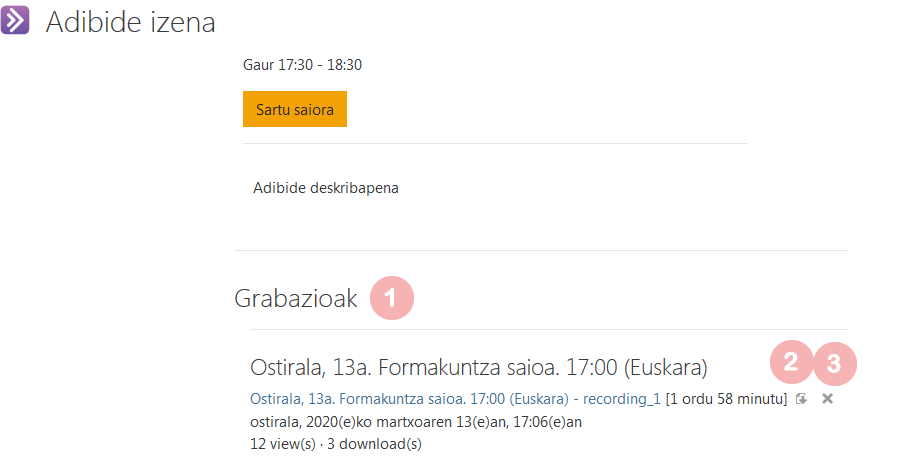 Adibide izena
Gaur 17:30 - 18:30
Sartu saiora
Adibide deskribapena
Grabazioak 1
Ostirala, 13a. Formakuntza saioa. 17:00 (Euskara) 2 3
Ostirala, 13a. Formakuntza saioa. 17:00 (Euskara) - recording_1 [1 ordu 58 minutu]
ostirala, 2020(e)ko martxoaren 13(e)an, 17:06(e)an
12 view(s) · 3 download(s)